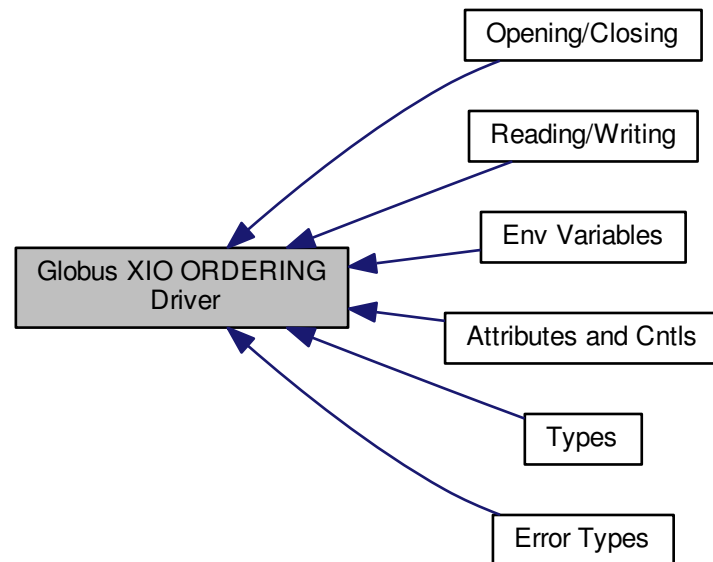 Opening/Closing
Reading/Writing
Env Variables
Globus XIO ORDERING
Driver
Attributes and Cntls
Types
Error Types